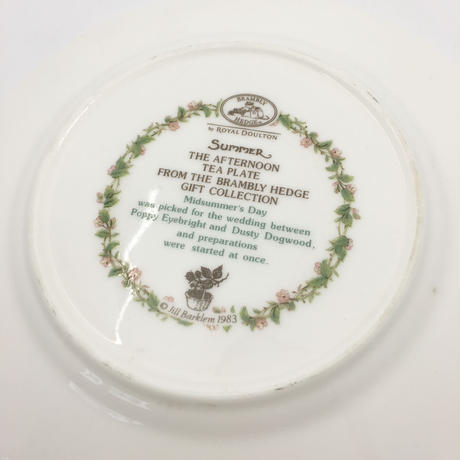 BRAMBLY
HEDGE
by ROYAL DOULTON
SUMMER
THE AFTERNOON
TEA PLATE
FROM THE BRAMBLY HEDGE
GIFT COLLECTION
Midsummer's Day
was picked for the wedding between
Poppy Eyebright and Dusty Dogwood,
and preparations
were started at once.
© Jill Barklem 1983